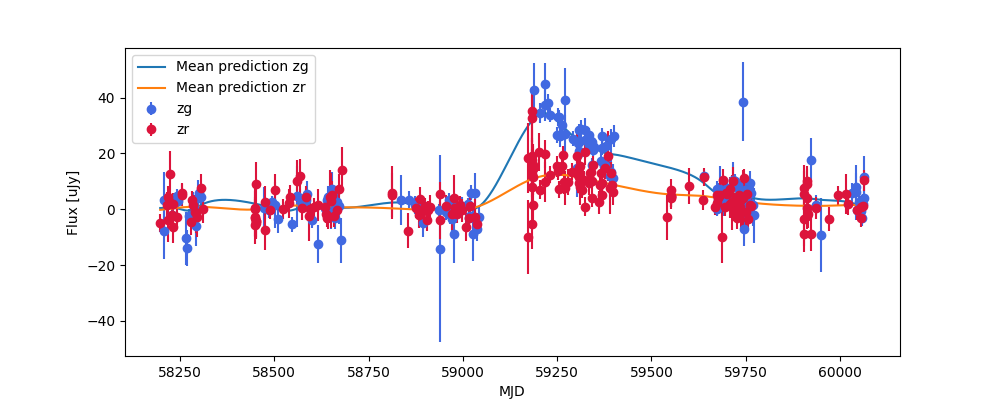 Mean prediction zg
Mean prediction zr
zg
zr
Flux [uJy]
40
20
0
−20
−40
58250
58500
58750
59000
59250
59500
59750
60000
MJD